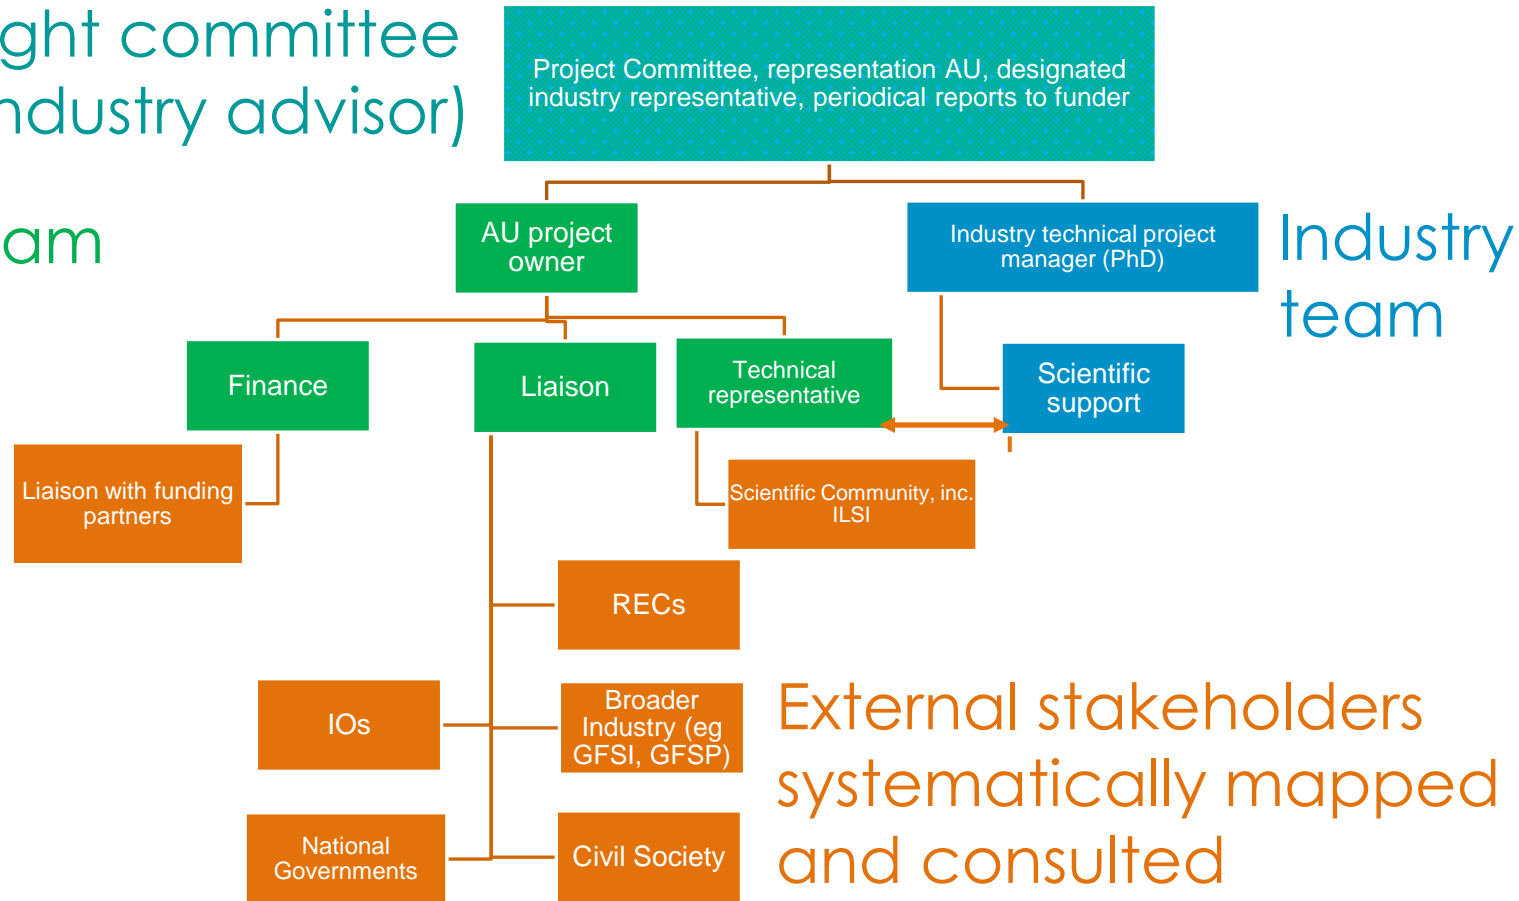 ght committee
ndustry advisor)
Project Committee, representation AU, designated
industry representative, periodical reports to funder
am
AU project
owner
Industry technical project
manager (PhD)
Industry
team
Finance
Liaison
Technical
representative
Scientific
support
Liaison with funding
partners
Scientific Community, inc.
ILSI
RECs
IOs
Broader
Industry (eg
GFSI, GFSP)
National
Governments
Civil Society
External stakeholders
systematically mapped
and consulted